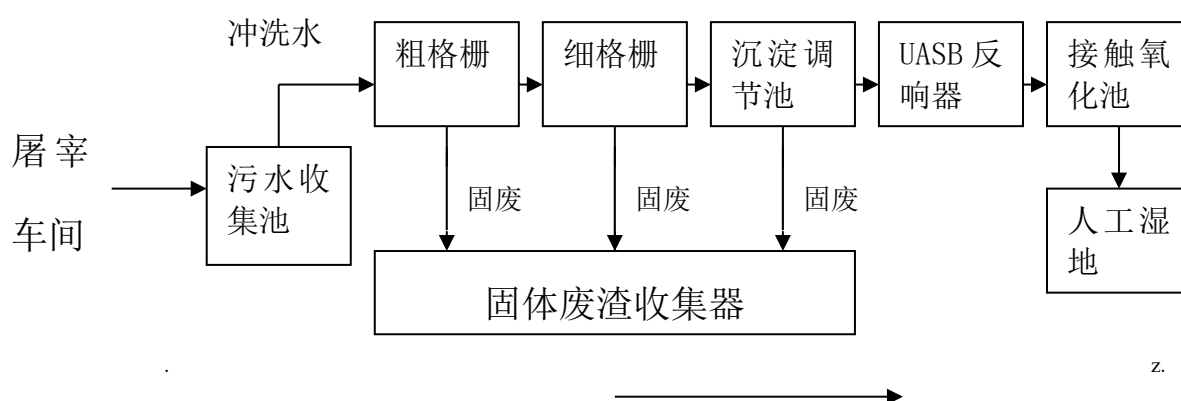 冲洗水
粗格栅
细格栅
沉淀调
节池
UASB 反
响器
接触氧
化池
屠宰
车间
污水收
集池
固废
固废
固废
人工湿
地
固体废渣收集器
.
z.